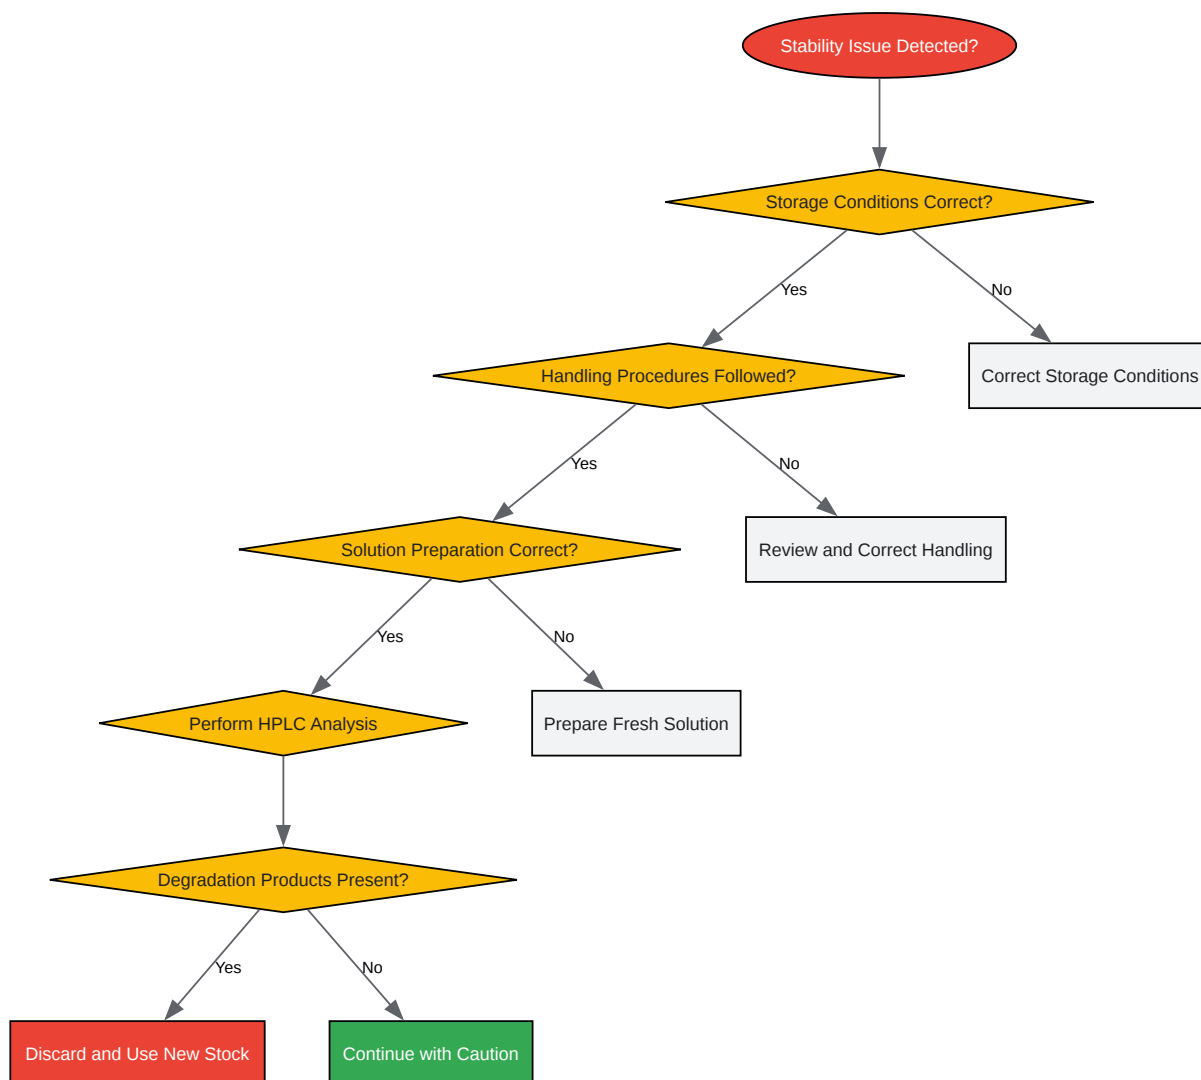 Stability Issue Detected?
Storage Conditions Correct?
Yes
No
Handling Procedures Followed?
Correct Storage Conditions
Yes
No
Solution Preparation Correct?
Review and Correct Handling
Yes
No
Perform HPLC Analysis
Prepare Fresh Solution
Degradation Products Present?
Yes
No
Discard and Use New Stock
Continue with Caution